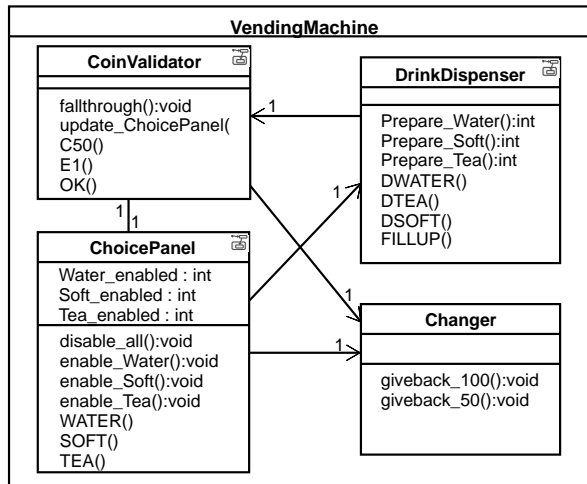 VendingMachine
CoinValidator
fallthrough():void
update_ChoicePanel(
C50()
E1()
OK()
1
1
ChoicePanel
Water_enabled : int
Soft_enabled : int
Tea_enabled : int
disable_all():void
enable_Water():void
enable_Soft():void
enable_Tea():void
WATER()
SOFT()
TEA()
1
DrinkDispenser
Prepare_Water():int
Prepare_Soft():int
Prepare_Tea():int
DWATER()
DTEA()
DSOFT()
FILLUP()
1
1
1
Changer
giveback_100():void
giveback_50():void